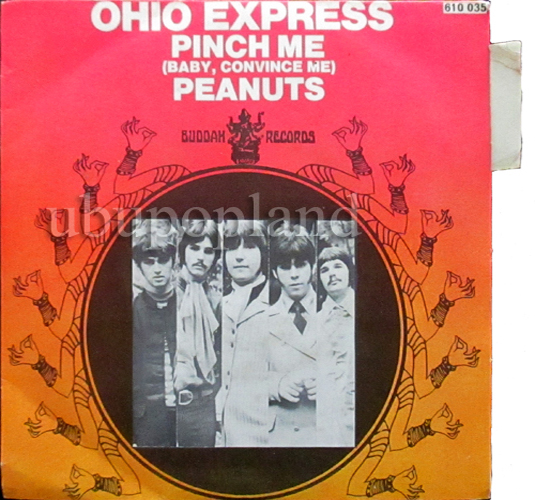 610 035
OHIO EXPRESS
PINCH ME
(BABY, CONVINCE ME)
PEANUTS
BUDDAH RECORDS
ubupopland